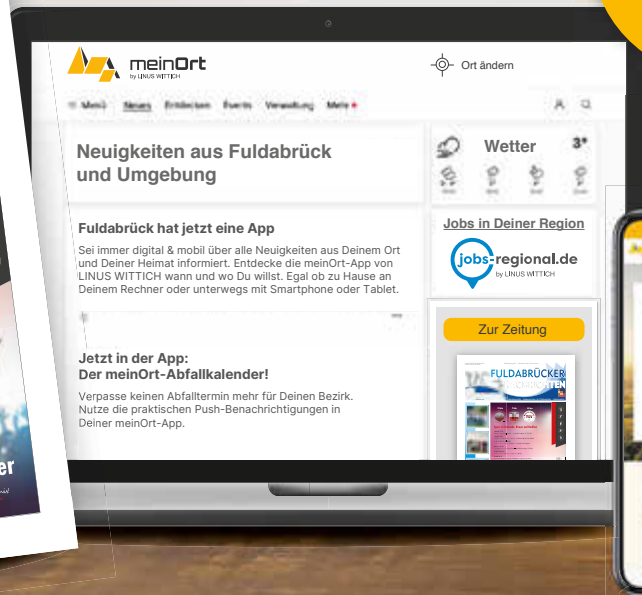 meinOrt
by LINUS WITTICH
Ort ändern
Menü Neues Entdecken Events Verwaltung Mehr
Neuigkeiten aus Fuldabrück
und Umgebung
Wetter 3°
Fuldabrück hat jetzt eine App
Sei immer digital & mobil über alle Neuigkeiten aus Deinem Ort
und Deiner Heimat informiert. Entdecke die meinOrt-App von
LINUS WITTICH wann und wo Du willst. Egal ob zu Hause an
Deinem Rechner oder unterwegs mit Smartphone oder Tablet.
Jetzt in der App:
Der meinOrt-Abfallkalender!
Verpasse keinen Abfalltermin mehr für Deinen Bezirk.
Nutze die praktischen Push-Benachrichtigungen in
Deiner meinOrt-App.
Jobs in Deiner Region
jobs-regional.de
by LINUS WITTICH
Zur Zeitung
FULDABRÜCKER